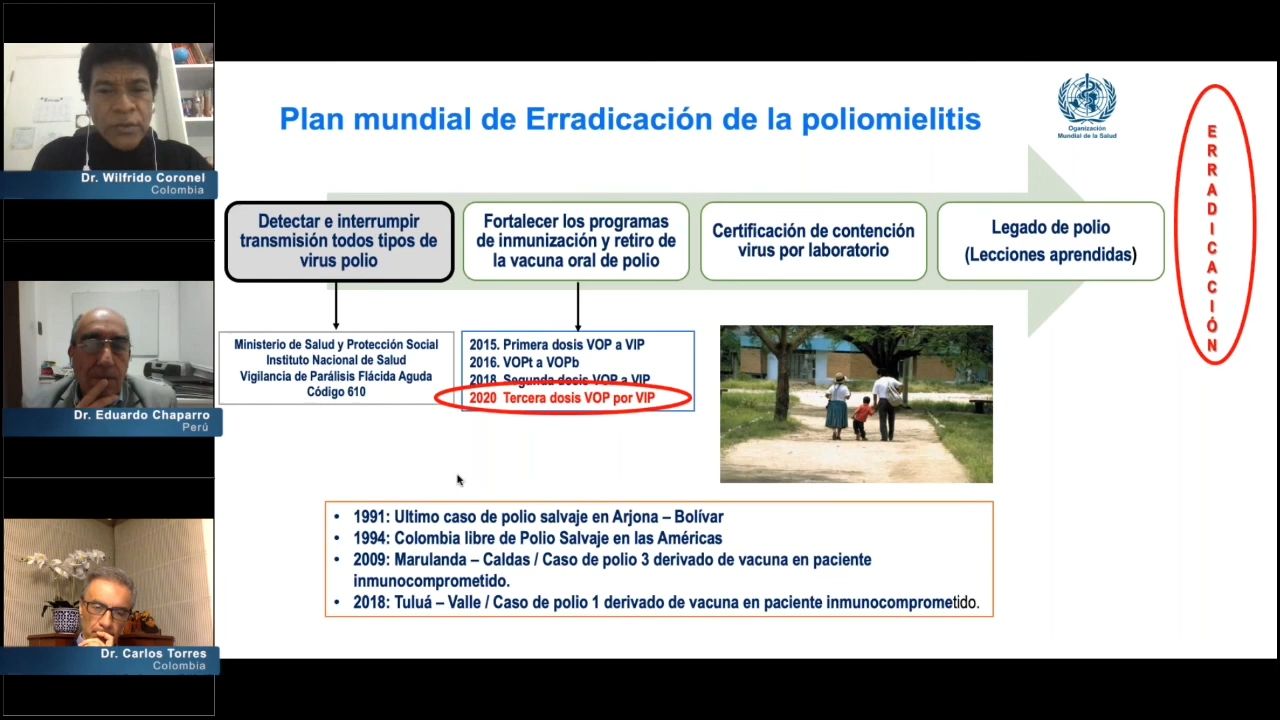 Dr. Wilfrido Coronel
Colombia
Dr. Eduardo Chaparro
Perú
Dr. Carlos Torres
Colombia
Plan mundial de Erradicación de la poliomielitis
Oganización
Mundial de la Salud
Detectar e interrumpir
transmisión todos tipos de
virus polio
Fortalecer los programas
de inmunización y retiro de
la vacuna oral de polio
Certificación de contención
virus por laboratorio
Legado de polio
(Lecciones aprendidas)
ERRADICACIÓN
Ministerio de Salud y Protección Social
Instituto Nacional de Salud
Vigilancia de Parálisis Flácida Aguda
Código 610
2015. Primera dosis VOP a VIP
2016. VOPt a VOPb
2018. Segunda dosis VOP a VIP
2020 Tercera dosis VOP por VIP
• 1991: Ultimo caso de polio salvaje en Arjona – Bolívar
• 1994: Colombia libre de Polio Salvaje en las Américas
• 2009: Marulanda – Caldas / Caso de polio 3 derivado de vacuna en paciente
inmunocomprometido.
• 2018: Tuluá – Valle / Caso de polio 1 derivado de vacuna en paciente inmunocomprometido.